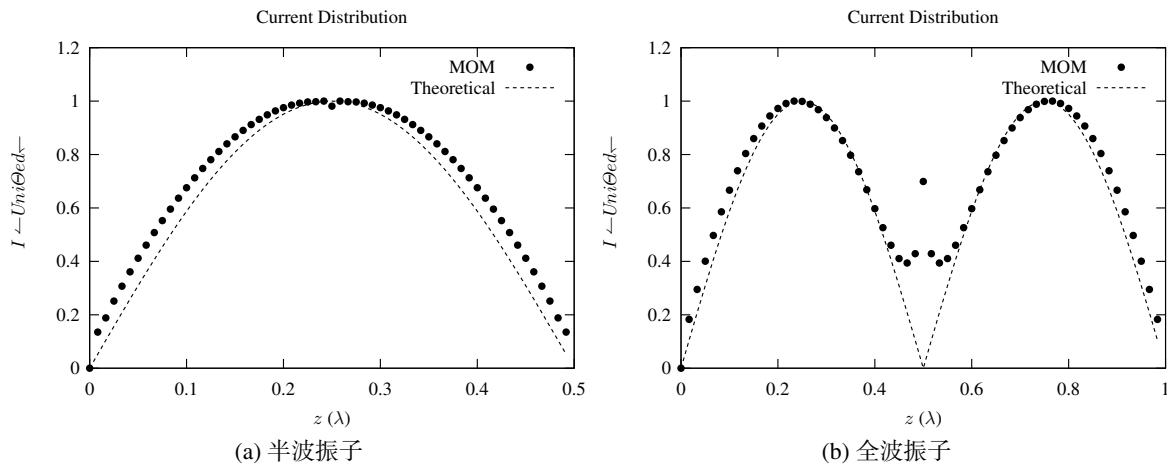 Current Distribution
1.2
1
0.8
0.6
0.4
0.2
0
0
0.1
0.2
0.3
0.4
0.5
MOM
Theoretical
I ←UniΘed←
z (λ)
(a) 半波振子
Current Distribution
1.2
1
0.8
0.6
0.4
0.2
0
0
0.2
0.4
0.6
0.8
1
MOM
Theoretical
I ←UniΘed←
z (λ)
(b) 全波振子